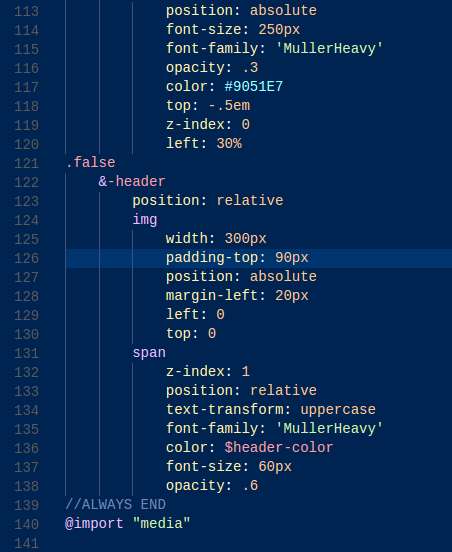 113 position: absolute
114 font-size: 250px
115 font-family: 'MullerHeavy'
116 opacity: .3
117 color: #9051E7
118 top: -.5em
119 z-index: 0
120 left: 30%
121 .false
122 &-header
123 position: relative
124 img
125 width: 300px
126 padding-top: 90px
127 position: absolute
128 margin-left: 20px
129 left: 0
130 top: 0
131 span
132 z-index: 1
133 position: relative
134 text-transform: uppercase
135 font-family: 'MullerHeavy'
136 color: $header-color
137 font-size: 60px
138 opacity: .6
139 //ALWAYS END
140 @import "media"
141